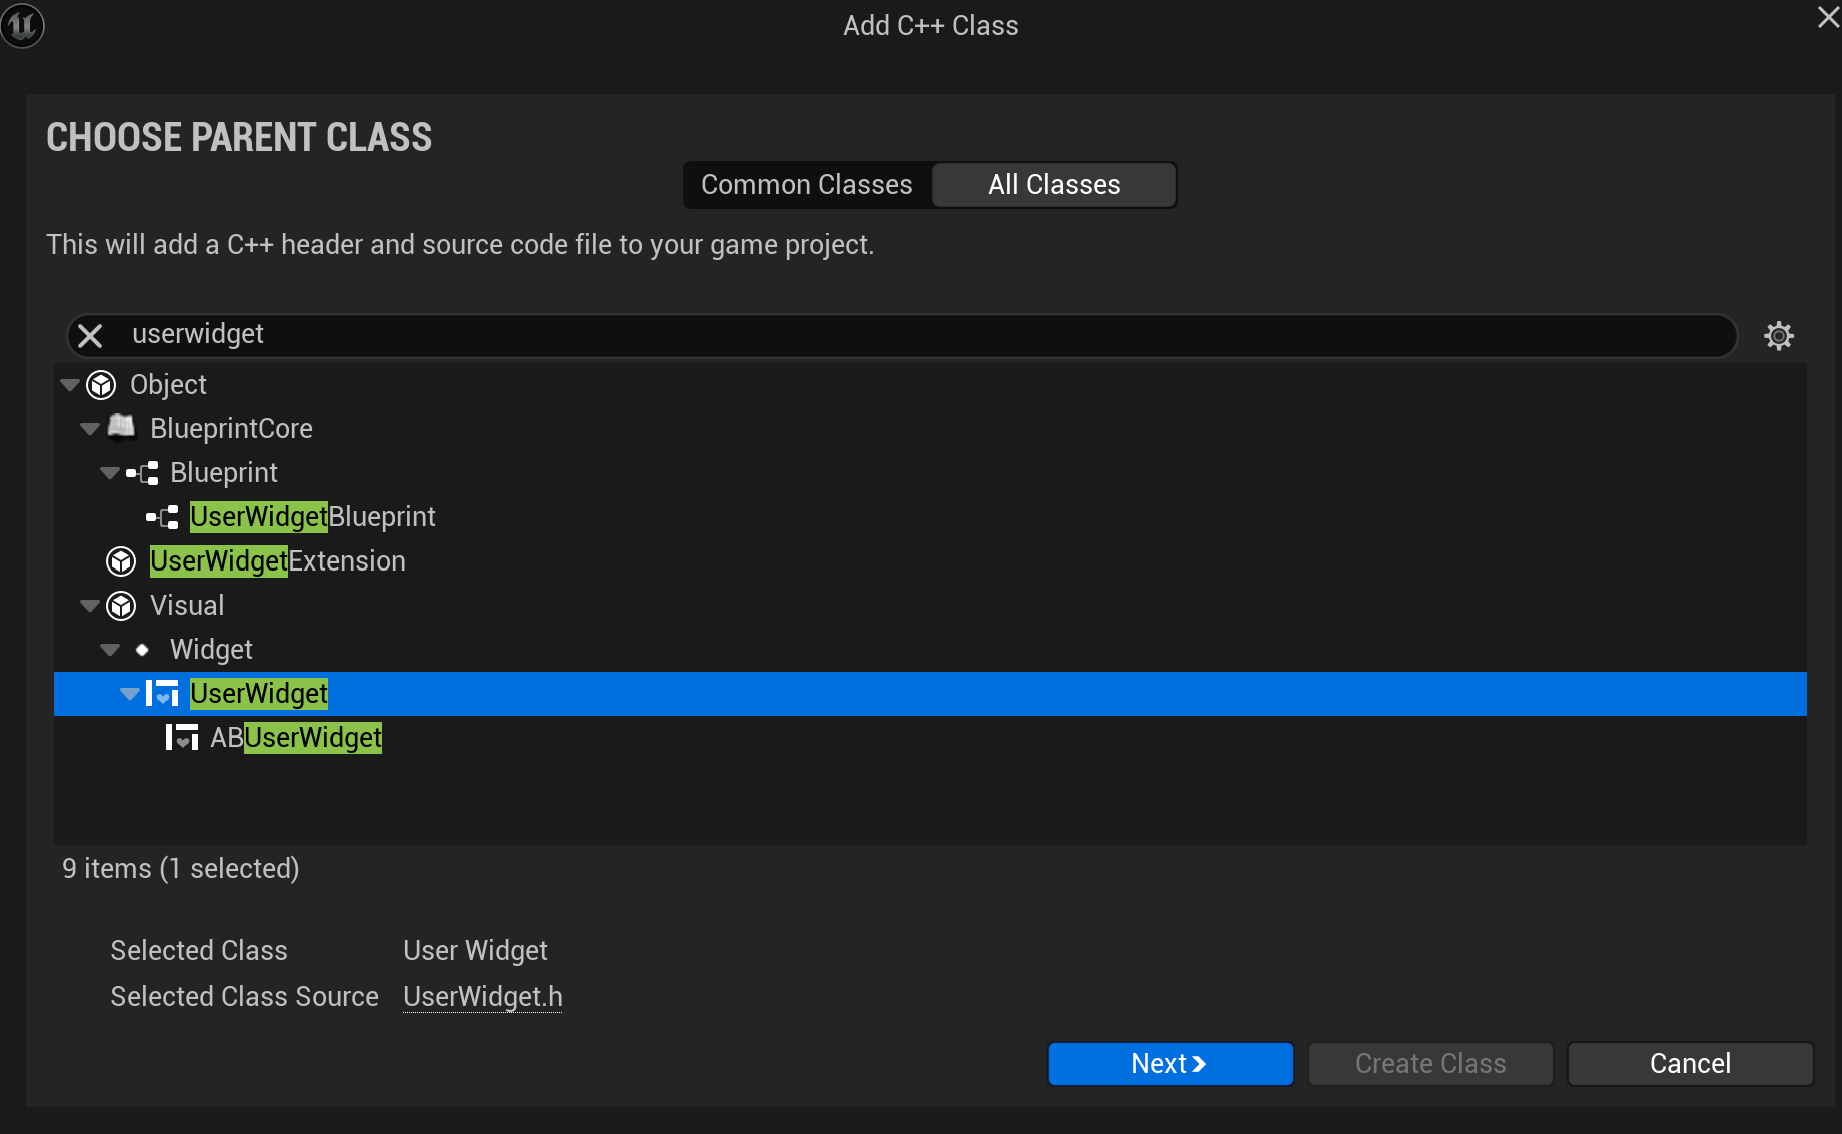 Add C++ Class
CHOOSE PARENT CLASS
Common Classes
All Classes
This will add a C++ header and source code file to your game project.
userwidget
Object
BlueprintCore
Blueprint
UserWidgetBlueprint
UserWidgetExtension
Visual
Widget
UserWidget
ABUserWidget
9 items (1 selected)
Selected Class User Widget
Selected Class Source UserWidget.h
Next
Create Class
Cancel